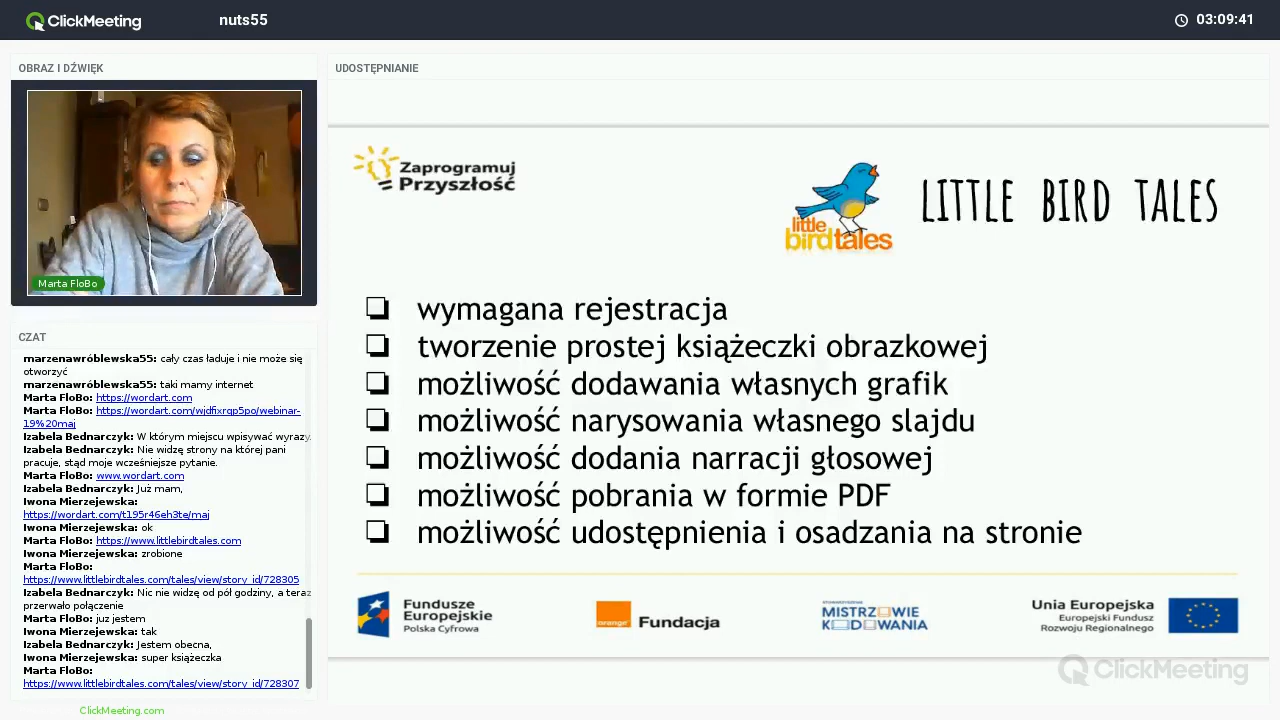 ClickMeeting
nuts55
03:09:41
OBRAZ I DŹWIĘK
Marta FloBo
CZAT
marzenawróblewska55: cały czas ładuje i nie może się
otworzyć
marzenawróblewska55: taki mamy internet
Marta FloBo: https://wordart.com
Marta FloBo: https://wordart.com/wjdfixrqp5po/webinar-
19%20maj
Izabela Bednarczyk: W którym miejscu wpisywać wyrazy.
Izabela Bednarczyk: Nie widzę strony na której pani
pracuje, stąd moje wcześniejsze pytanie.
Marta FloBo: www.wordart.com
Izabela Bednarczyk: Już mam,
Iwona Mierzejewska:
https://wordart.com/t195r46eh3te/maj
Iwona Mierzejewska: ok
Marta FloBo: https://www.littlebirdtales.com
Iwona Mierzejewska: zrobione
Marta FloBo:
https://www.littlebirdtales.com/tales/view/story_id/728305
Izabela Bednarczyk: Nic nie widzę od pół godziny, a teraz
przerwało połączenie
Marta FloBo: juz jestem
Iwona Mierzejewska: tak
Izabela Bednarczyk: Jestem obecna,
Iwona Mierzejewska: super książeczka
Marta FloBo:
https://www.littlebirdtales.com/tales/view/story_id/728307
ClickMeeting.com
UDOSTĘPNIANIE
Zaprogramuj
Przyszłość
little
birdtales
LITTLE BIRD TALES
❏ wymagana rejestracja
❏ tworzenie prostej książeczki obrazkowej
❏ możliwość dodawania własnych grafik
❏ możliwość narysowania własnego slajdu
❏ możliwość dodania narracji głosowej
❏ możliwość pobrania w formie PDF
❏ możliwość udostępnienia i osadzania na stronie
Fundusze
Europejskie
Polska Cyfrowa
orange
Fundacja
STOWARZYSZENIE
MISTRZOWIE
KODOWANIA
Unia Europejska
Europejski Fundusz
Rozwoju Regionalnego
ClickMeeting